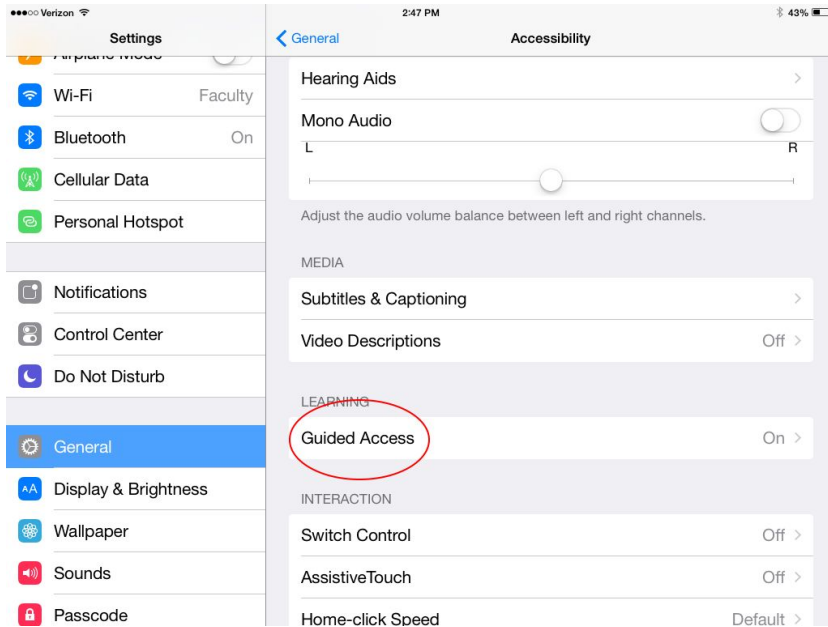 Verizon
2:47 PM
43%
Settings
General
Accessibility
Airplane Mode
Wi-Fi
Faculty
Bluetooth
On
Cellular Data
Personal Hotspot
Notifications
Control Center
Do Not Disturb
General
Display & Brightness
AA
Wallpaper
Sounds
Passcode
Hearing Aids
Mono Audio
L
R
Adjust the audio volume balance between left and right channels.
MEDIA
Subtitles & Captioning
Video Descriptions
Off
LEARNING
Guided Access
On
INTERACTION
Switch Control
Off
AssistiveTouch
Off
Home-click Speed
Default